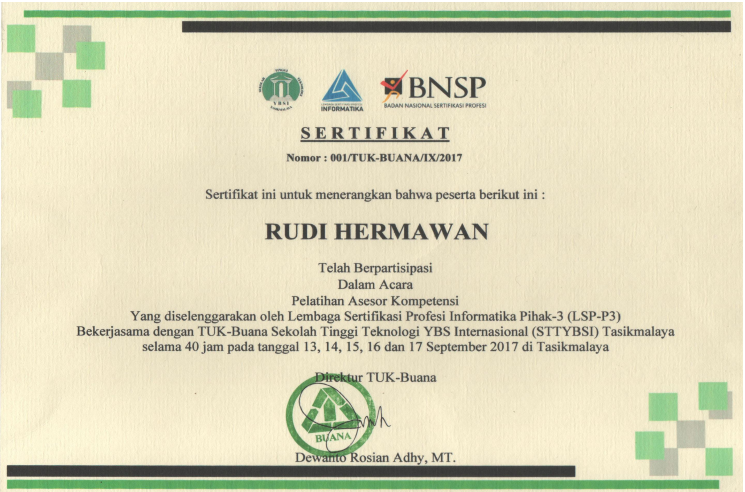 YBSI
INFORMATIKA
BNSP
BADAN NASIONAL SERTIFIKASI PROFESI
SERTIFIKAT
Nomor : 001/TUK-BUANA/IX/2017
Sertifikat ini untuk menerangkan bahwa peserta berikut ini :
RUDI HERMAWAN
Telah Berpartisipasi
Dalam Acara
Pelatihan Asesor Kompetensi
Yang diselenggarakan oleh Lembaga Sertifikasi Profesi Informatika Pihak-3 (LSP-P3)
Bekerjasama dengan TUK-Buana Sekolah Tinggi Teknologi YBS Internasional (STTYBSI) Tasikmalaya
selama 40 jam pada tanggal 13, 14, 15, 16 dan 17 September 2017 di Tasikmalaya
Direktur TUK-Buana
BUANA
Dewanto Rosian Adhy, MT.